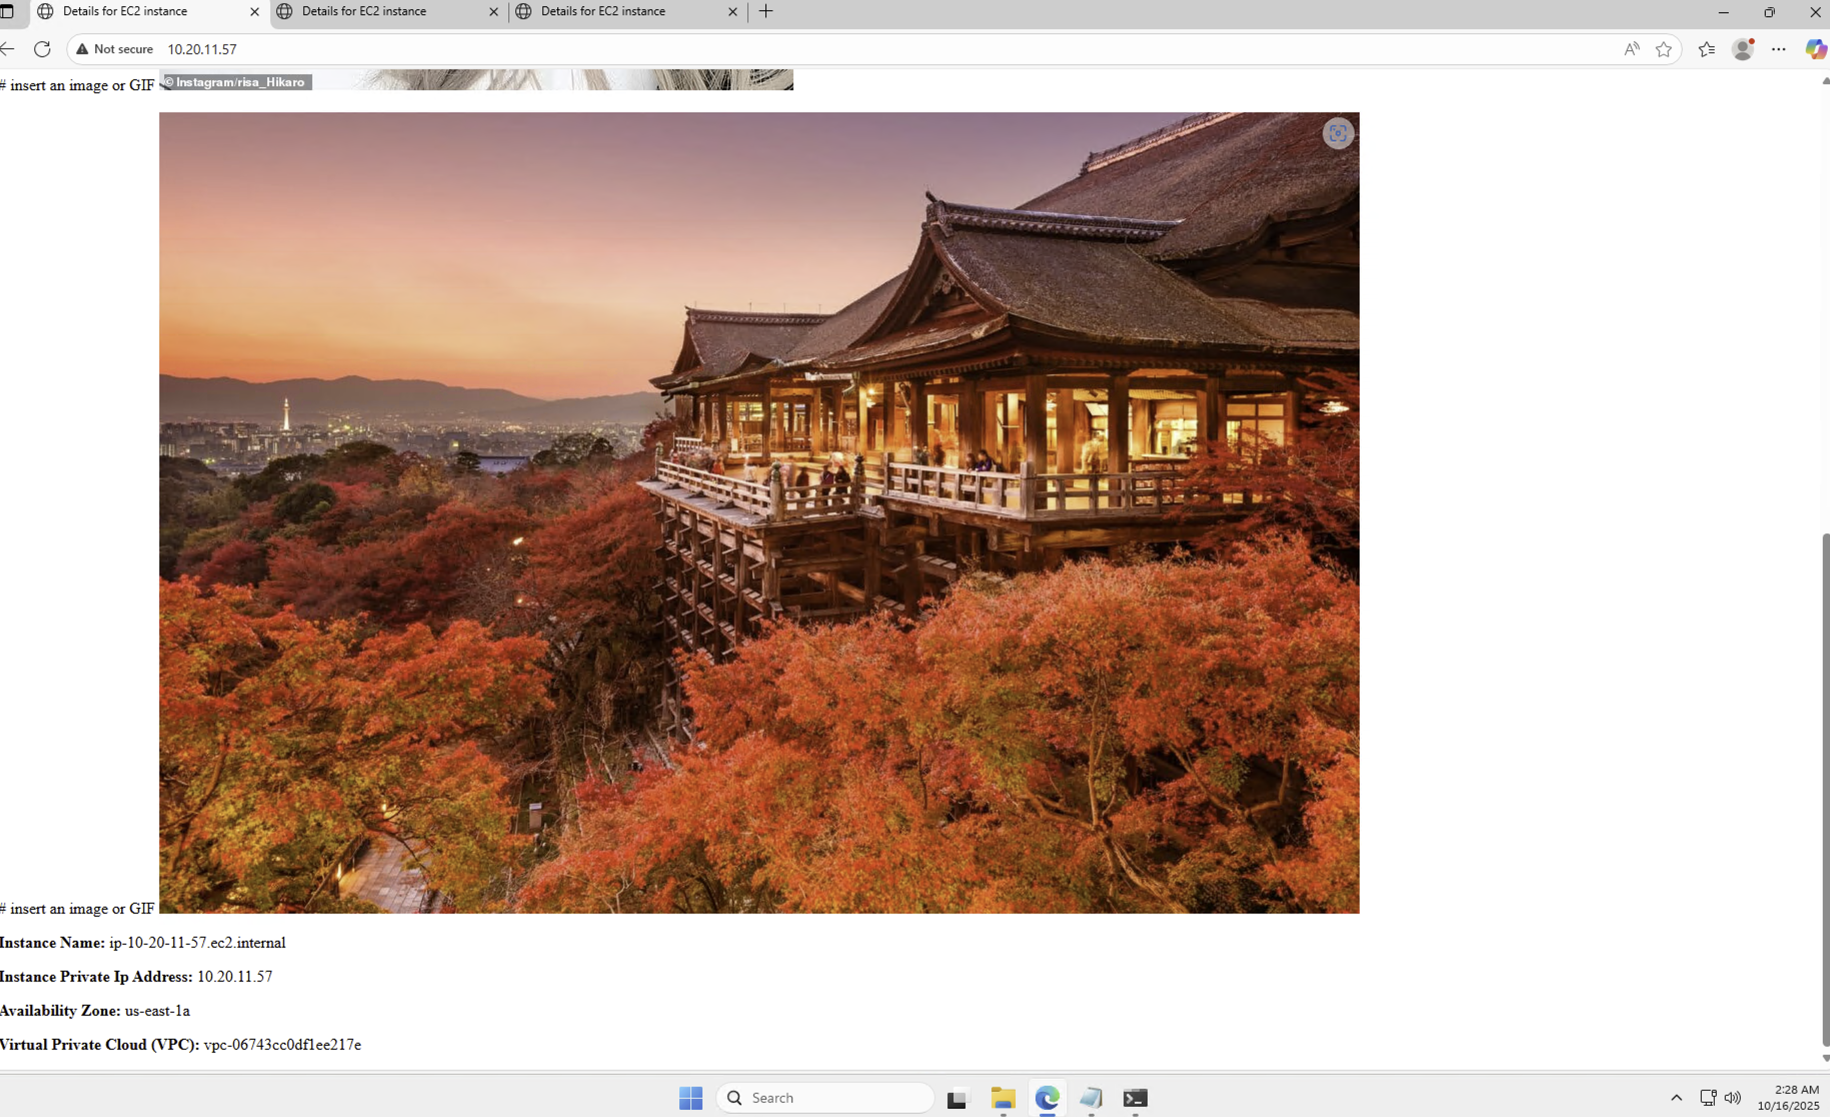 Details for EC2 instance
Details for EC2 instance
Details for EC2 instance
Not secure 10.20.11.57
# insert an image or GIF
© Instagram/risa_Hikaro
# insert an image or GIF
Instance Name: ip-10-20-11-57.ec2.internal
Instance Private Ip Address: 10.20.11.57
Availability Zone: us-east-1a
Virtual Private Cloud (VPC): vpc-06743cc0df1ee217e
Search
2:28 AM
10/16/2025